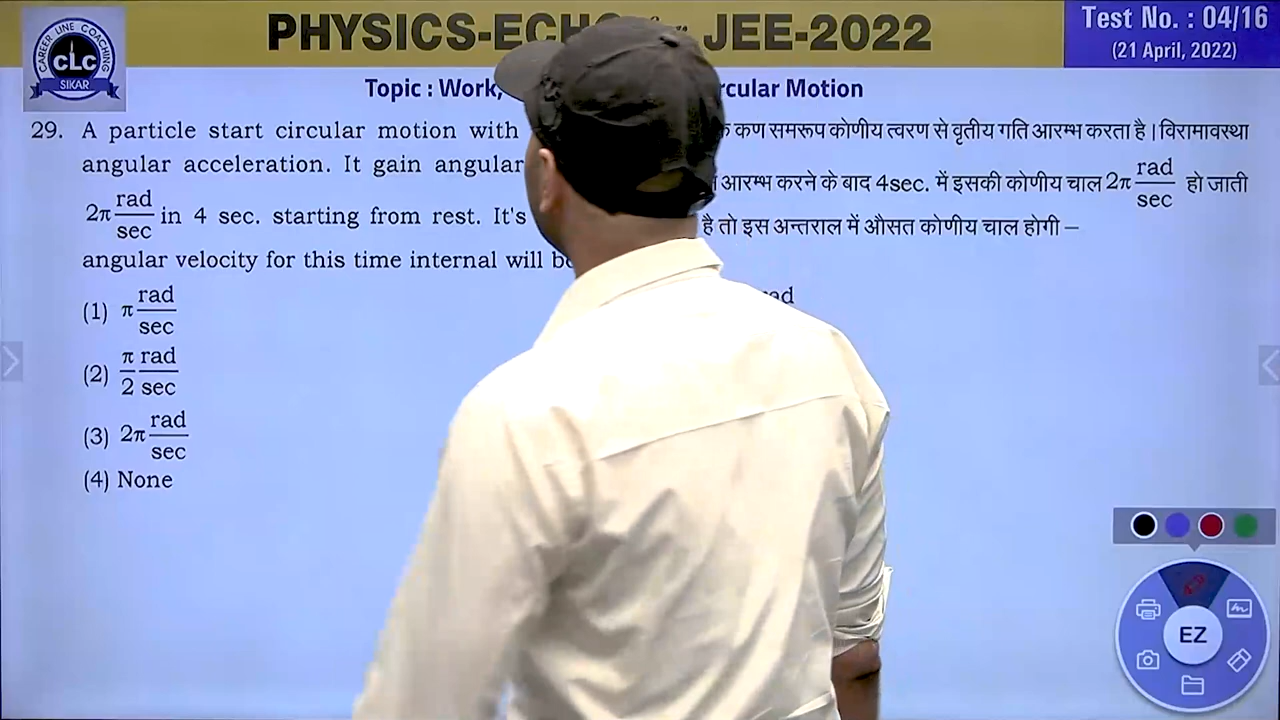 PHYSICS-ECHO JEE-2022
Test No. : 04/16
(21 April, 2022)
CAREER LINE COACHING
CLC
SIKAR
Topic : Work, rcular Motion
29. A particle start circular motion with
angular acceleration. It gain angular
2π rad/sec in 4 sec. starting from rest. It's
angular velocity for this time internal will be
(1) π rad/sec
(2) π/2 rad/sec
(3) 2π rad/sec
(4) None
कण समरूप कोणीय त्वरण से वृतीय गति आरम्भ करता है। विरामावस्था
आरम्भ करने के बाद 4sec. में इसकी कोणीय चाल 2π rad/sec हो जाती
है तो इस अन्तराल में औसत कोणीय चाल होगी –
rad
EZ